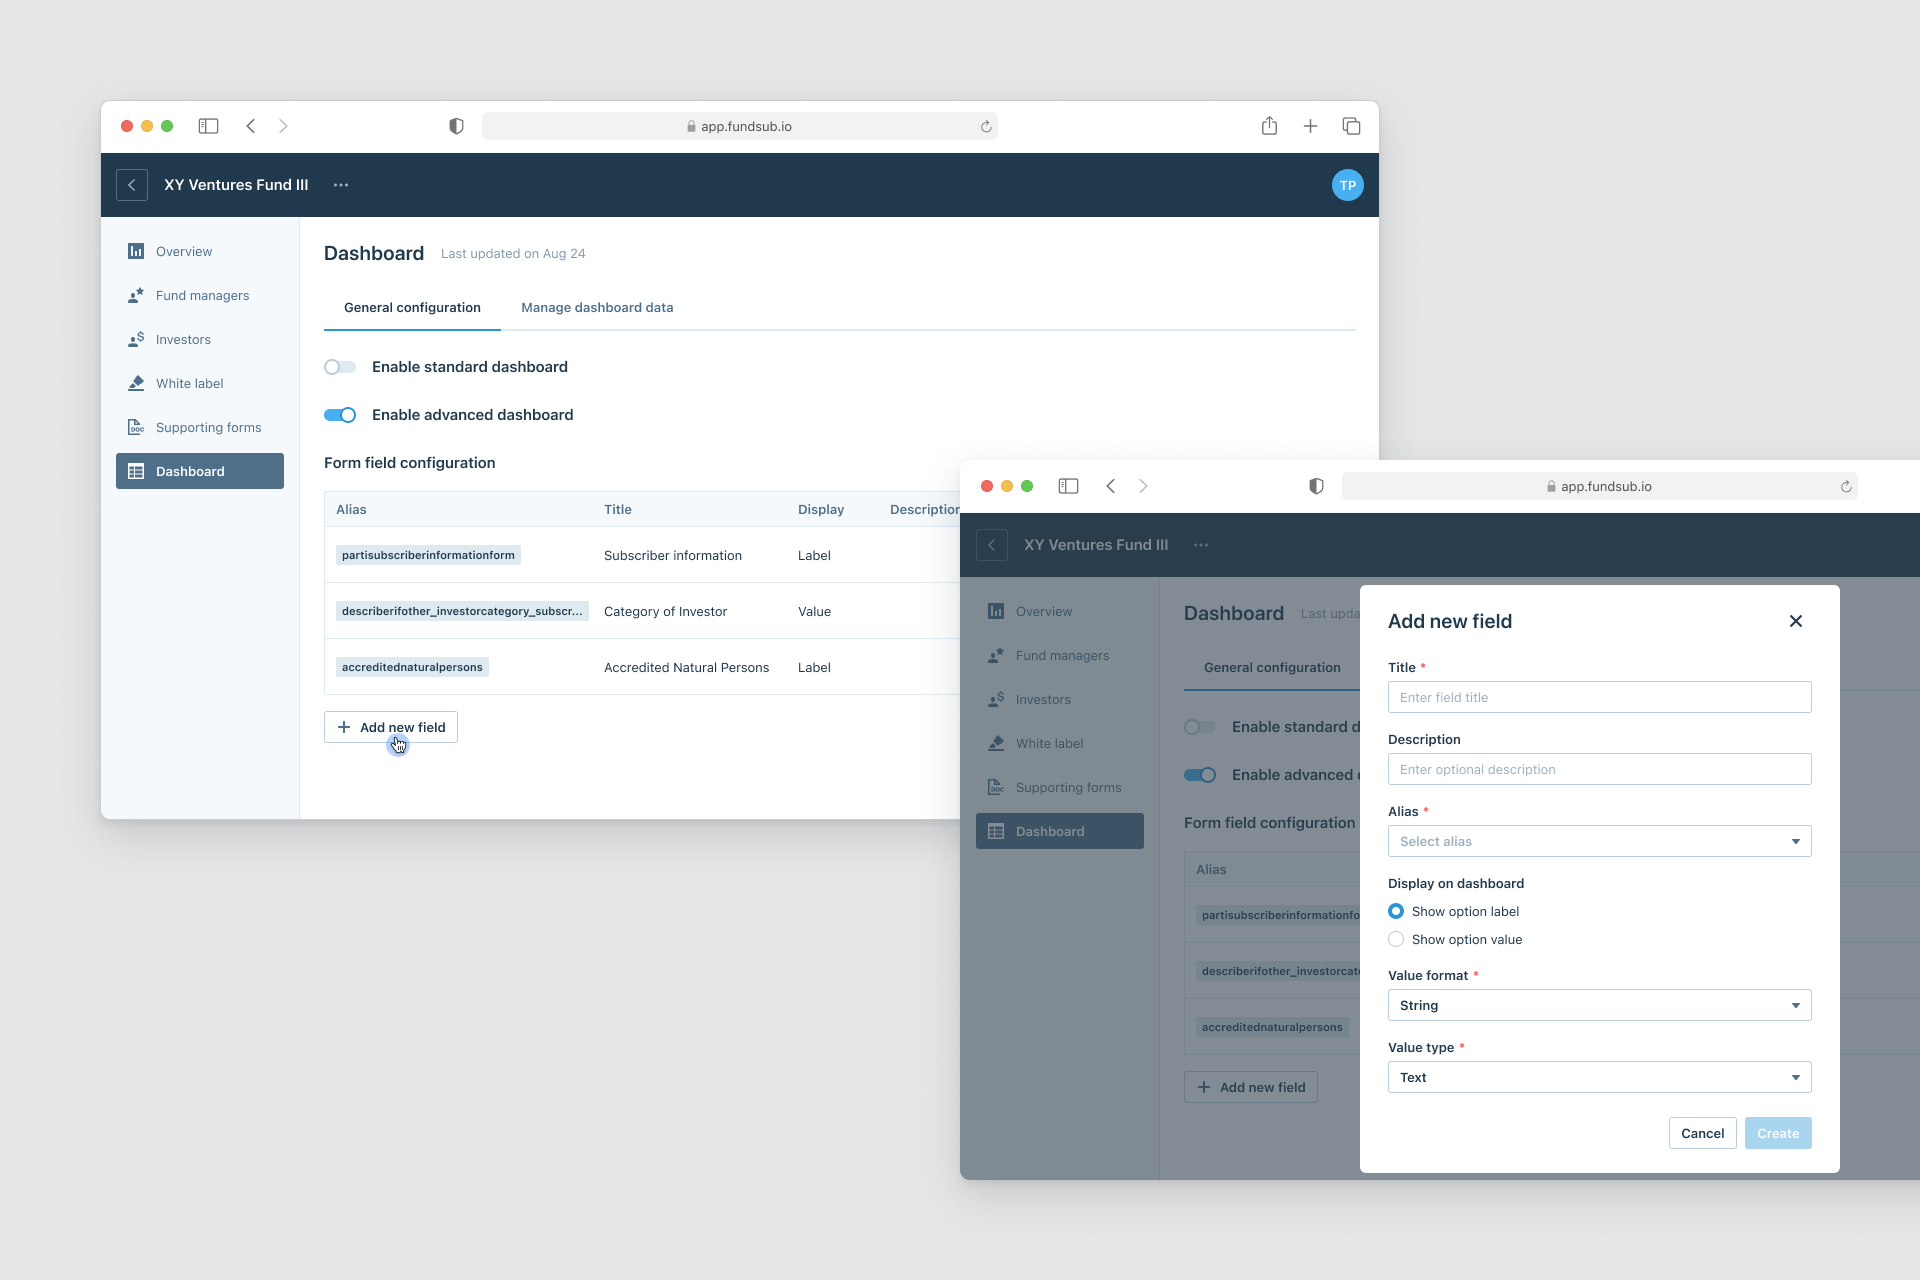 app.fundsub.io
XY Ventures Fund III
TP
Overview
Fund managers
Investors
White label
Supporting forms
Dashboard
Dashboard Last updated on Aug 24
General configuration Manage dashboard data
Enable standard dashboard
Enable advanced dashboard
Form field configuration
Alias Title Display Description
partisubscriberinformationform Subscriber information Label
describerifother_investorcategory_subscr... Category of Investor Value
accreditednaturalpersons Accredited Natural Persons Label
Add new field
app.fundsub.io
XY Ventures Fund III
Overview
Fund managers
Investors
White label
Supporting forms
DOC
Dashboard
Dashboard Last upda
General configuration
Enable standard d
Enable advanced
Form field configuration
Alias
partisubscriberinformationfo
describerifother_investorcat
accreditednaturalpersons
Add new field
Add new field
Title *
Enter field title
Description
Enter optional description
Alias *
Select alias
Display on dashboard
Show option label
Show option value
Value format *
String
Value type *
Text
Cancel Create